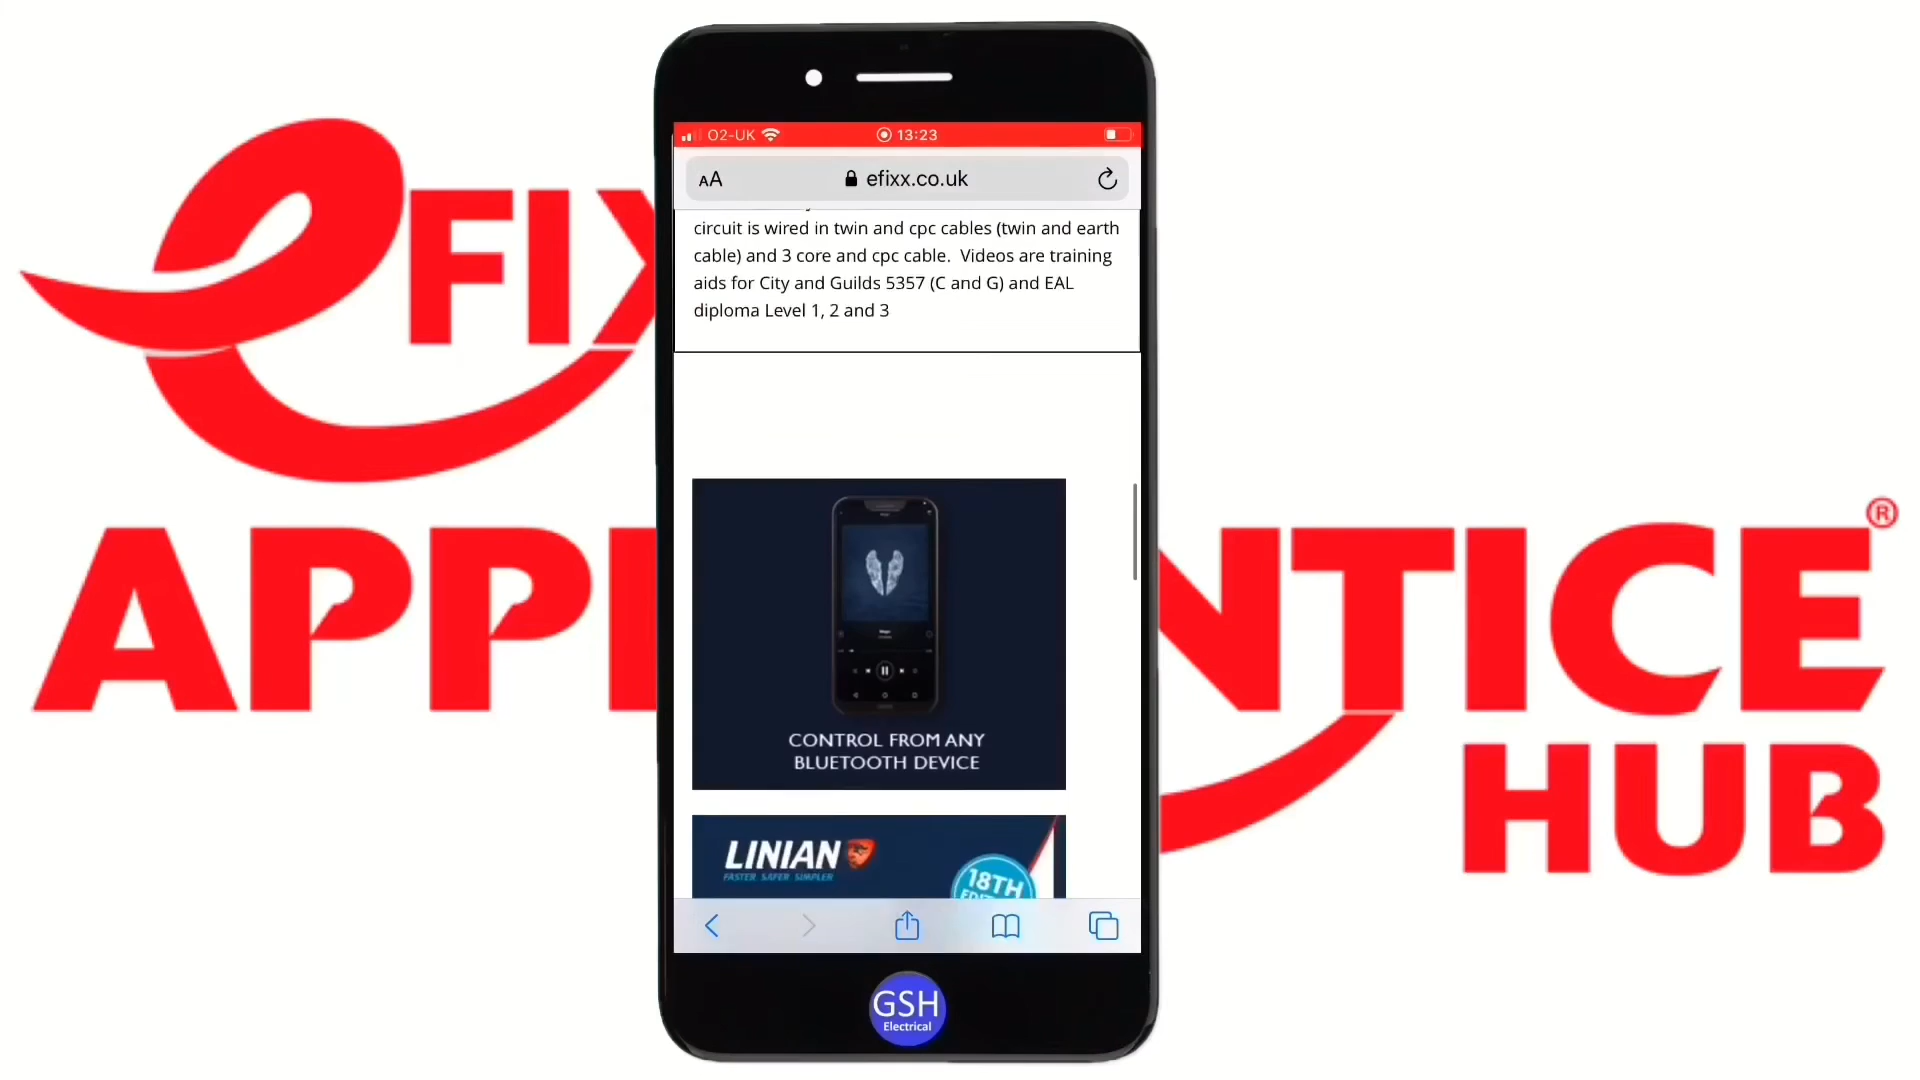 eFIX
APPR
NTICE
®
HUB
O2-UK
13:23
AA
efixx.co.uk
circuit is wired in twin and cpc cables (twin and earth
cable) and 3 core and cpc cable. Videos are training
aids for City and Guilds 5357 (C and G) and EAL
diploma Level 1, 2 and 3
CONTROL FROM ANY
BLUETOOTH DEVICE
LINIAN
FASTER SAFER SIMPLER
18TH
GSH
Electrical